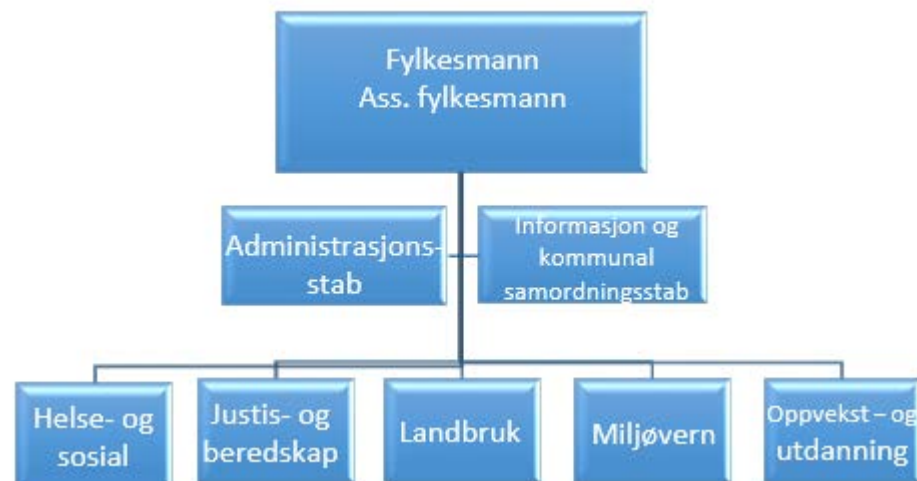 Fylkesmann
Ass. fylkesmann
Administrasjons-
stab
Informasjon og
kommunal
samordningsstab
Helse- og
sosial
Justis- og
beredskap
Landbruk
Miljøvern
Oppvekst – og
utdanning